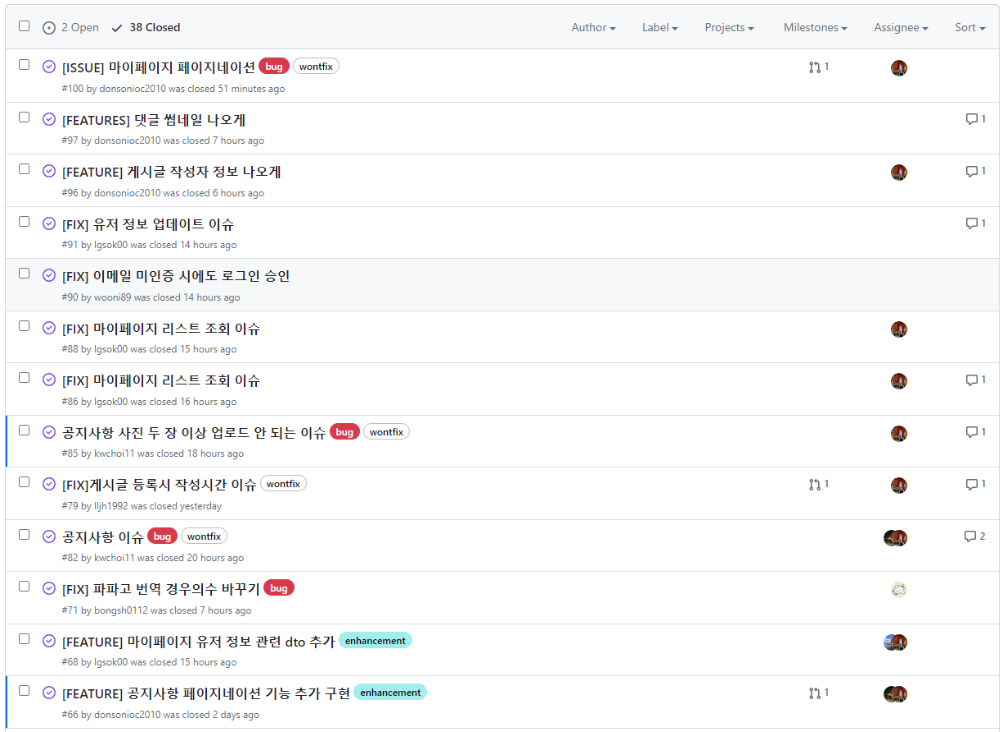 2 Open 38 Closed Author Label Projects Milestones Assignee Sort
[ISSUE] 마이페이지 페이지네이션 bug wontfix 1
#100 by donsonioc2010 was closed 51 minutes ago
[FEATURES] 댓글 썸네일 나오게 1
#97 by donsonioc2010 was closed 7 hours ago
[FEATURE] 게시글 작성자 정보 나오게 1
#96 by donsonioc2010 was closed 6 hours ago
[FIX] 유저 정보 업데이트 이슈 1
#91 by lgsok00 was closed 14 hours ago
[FIX] 이메일 미인증 시에도 로그인 승인
#90 by wooni89 was closed 14 hours ago
[FIX] 마이페이지 리스트 조회 이슈
#88 by lgsok00 was closed 15 hours ago
[FIX] 마이페이지 리스트 조회 이슈 1
#86 by lgsok00 was closed 16 hours ago
공지사항 사진 두 장 이상 업로드 안 되는 이슈 bug wontfix 1
#85 by kwchoi11 was closed 18 hours ago
[FIX]게시글 등록시 작성시간 이슈 wontfix 1 1
#79 by lljh1992 was closed yesterday
공지사항 이슈 bug wontfix 2
#82 by kwchoi11 was closed 20 hours ago
[FIX] 파파고 번역 경우의수 바꾸기 bug
#71 by bongsh0112 was closed 7 hours ago
[FEATURE] 마이페이지 유저 정보 관련 dto 추가 enhancement
#68 by lgsok00 was closed 15 hours ago
[FEATURE] 공지사항 페이지네이션 기능 추가 구현 enhancement 1
#66 by donsonioc2010 was closed 2 days ago